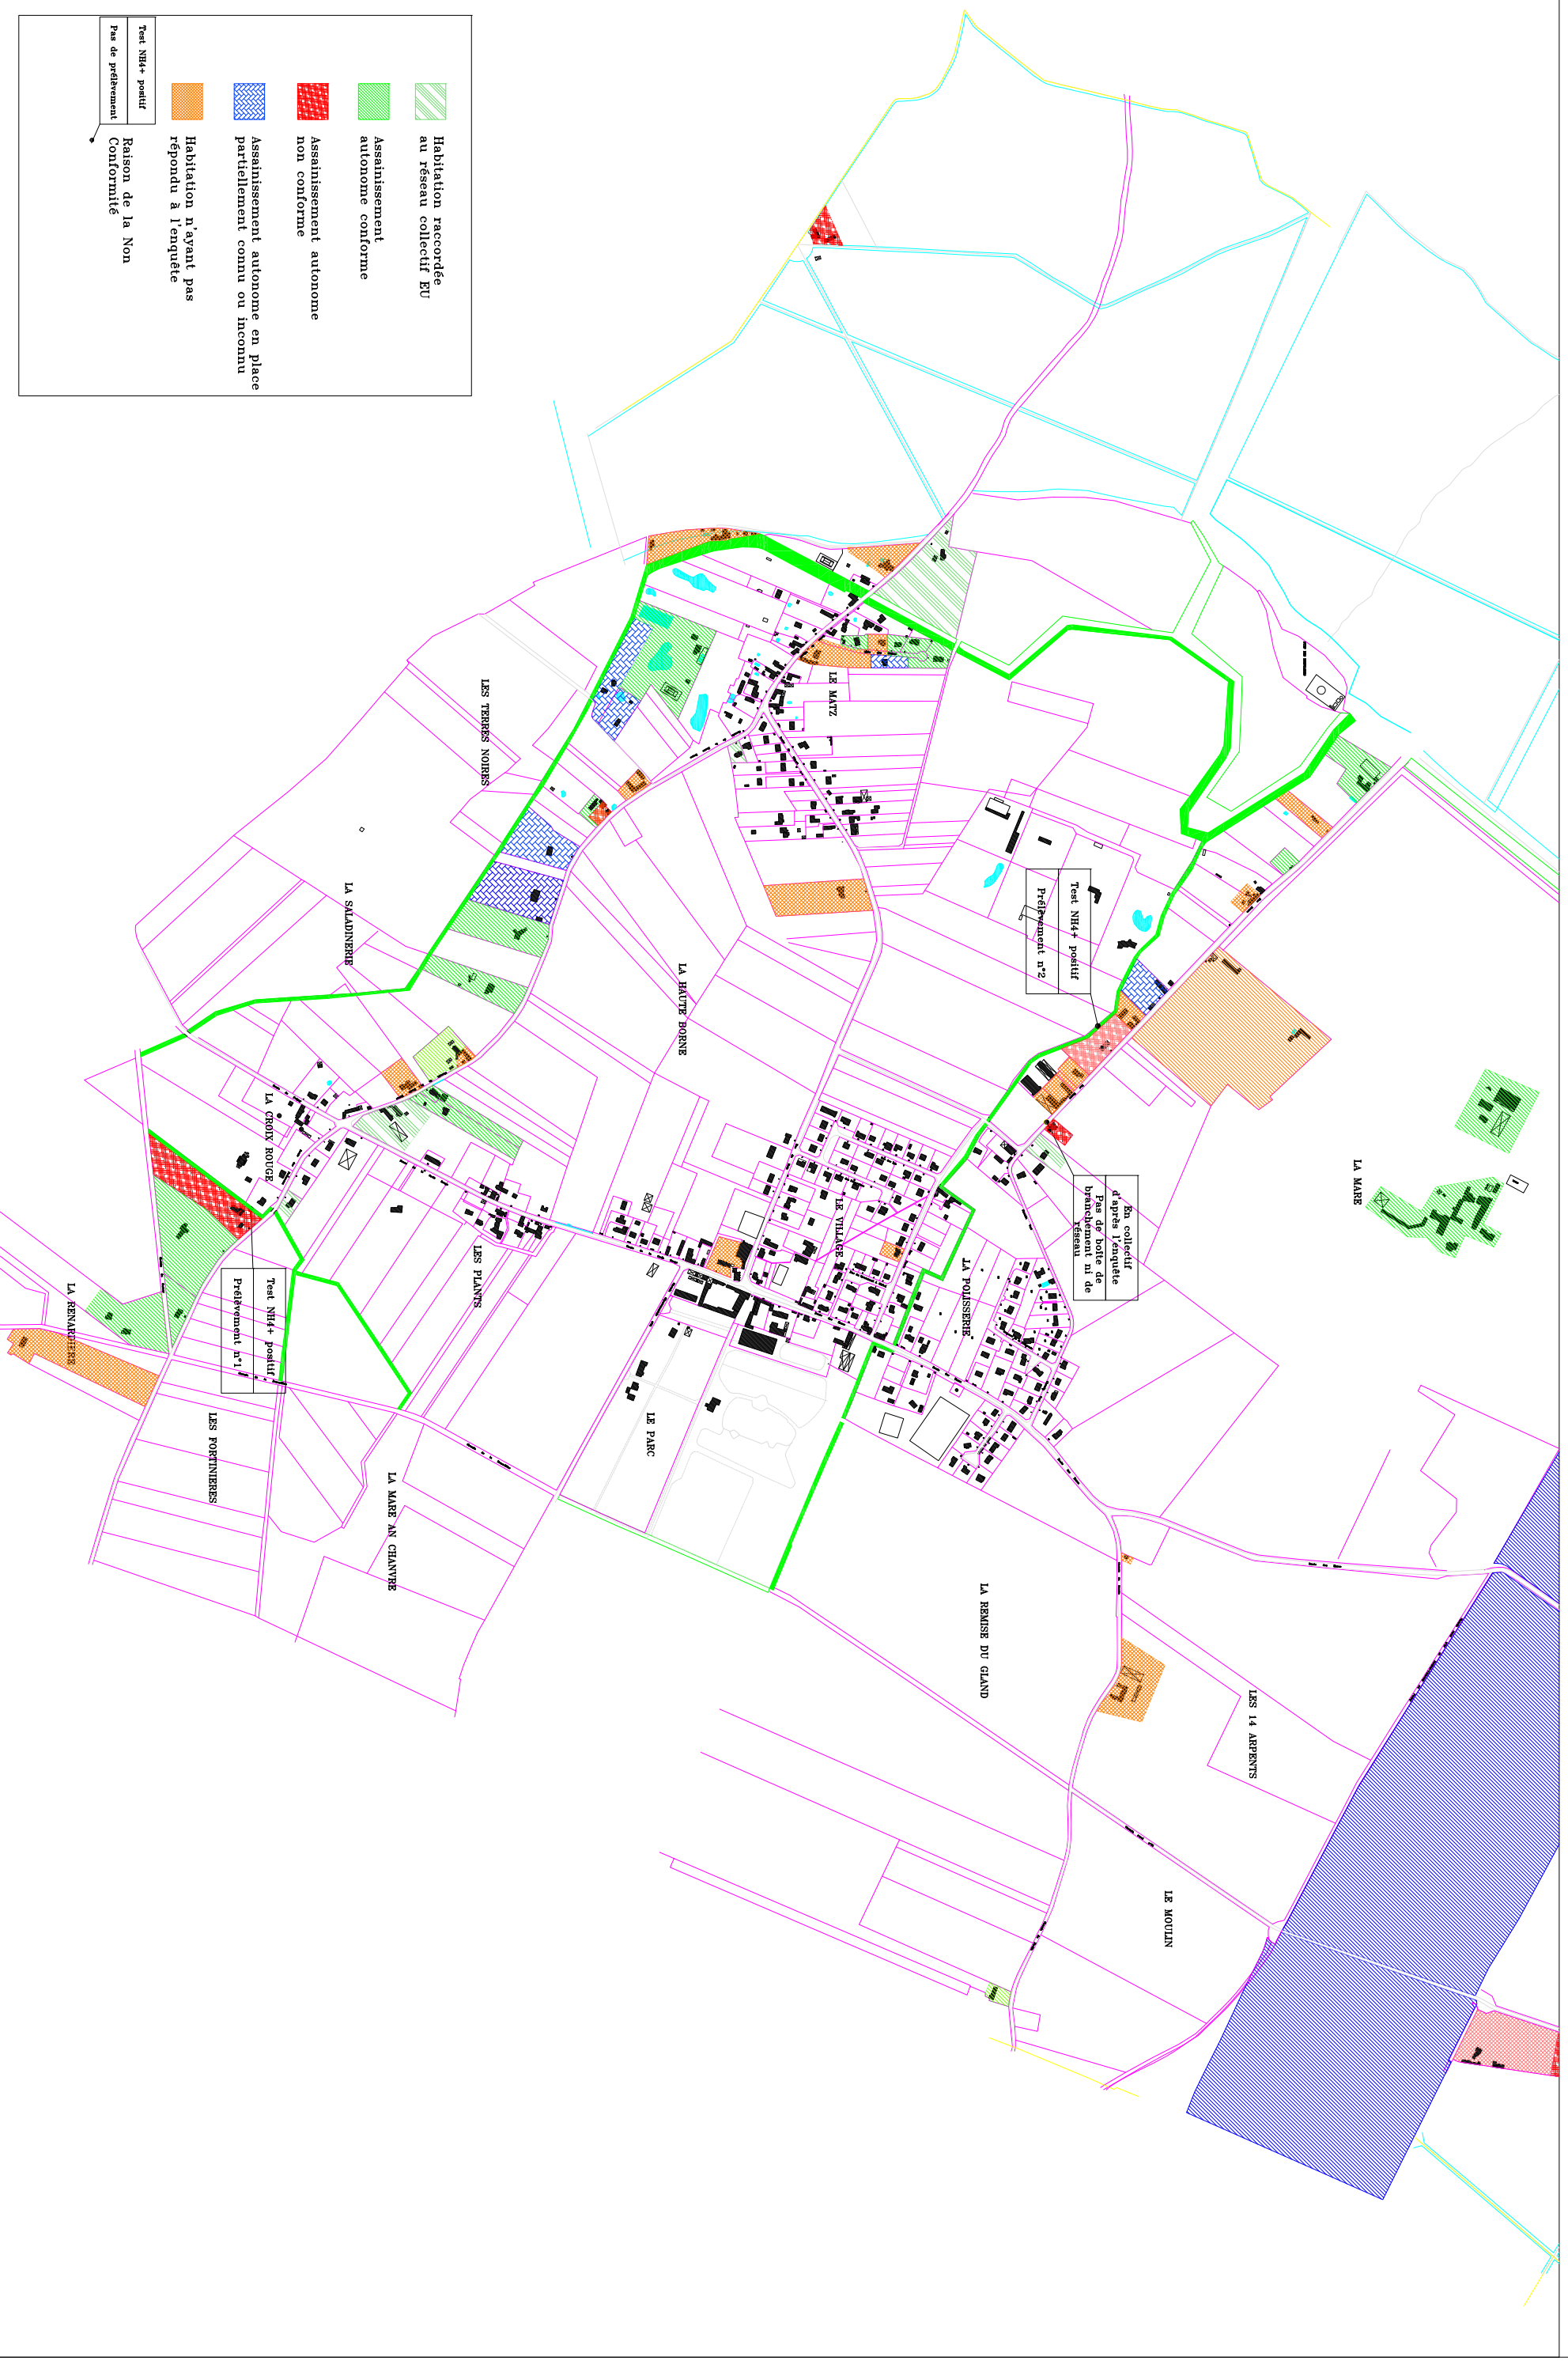 Habitation raccordée
au réseau collectif EU
Assainissement
autonome conforme
Assainissement autonome
non conforme
Assainissement autonome en place
partiellement connu ou inconnu
Habitation n'ayant pas
répondu à l'enquête
Test NH4+ positif
Pas de prélèvement
Raison de la Non
Conformité
LA MARE
En collectif
d'après l'enquête
Pas de boîte de
branchement ni de
réseau
Test NH4+ positif
Prélèvement n°2
LES 14 ARPENTS
LE MOULIN
LA REMISE DU GLAND
LA POLISSERIE
LE MATZ
LE VILLAGE
LA HAUTE BORNE
LE PARC
LES TERRES NOIRES
LES PLANTS
LA MARE AN CHANVRE
LA SALADINERIE
LA CROIX ROUGE
Test NH4+ positif
Prélèvement n°1
LES FORTINIERES
LA RENARDIERE